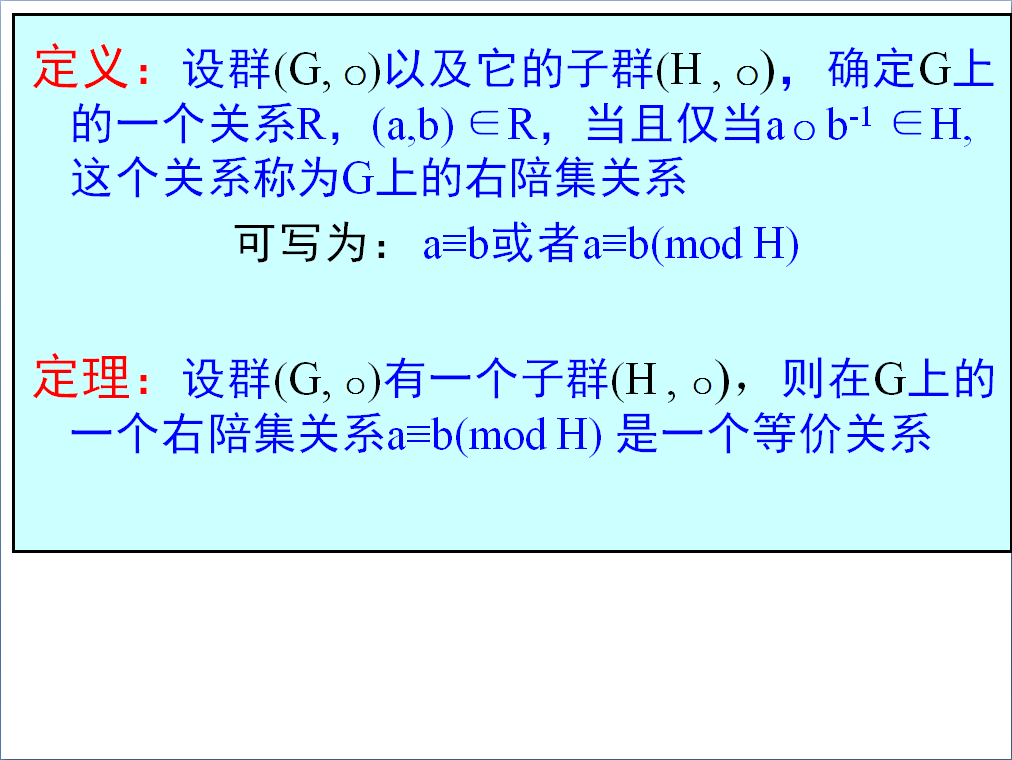 定义：设群(G, ○)以及它的子群(H , ○)，确定G上
的一个关系R，(a,b) ∈R，当且仅当a○ b-1 ∈H,
这个关系称为G上的右陪集关系
可写为：a≡b或者a≡b(mod H)
定理：设群(G, ○)有一个子群(H , ○)，则在G上的
一个右陪集关系a≡b(mod H) 是一个等价关系